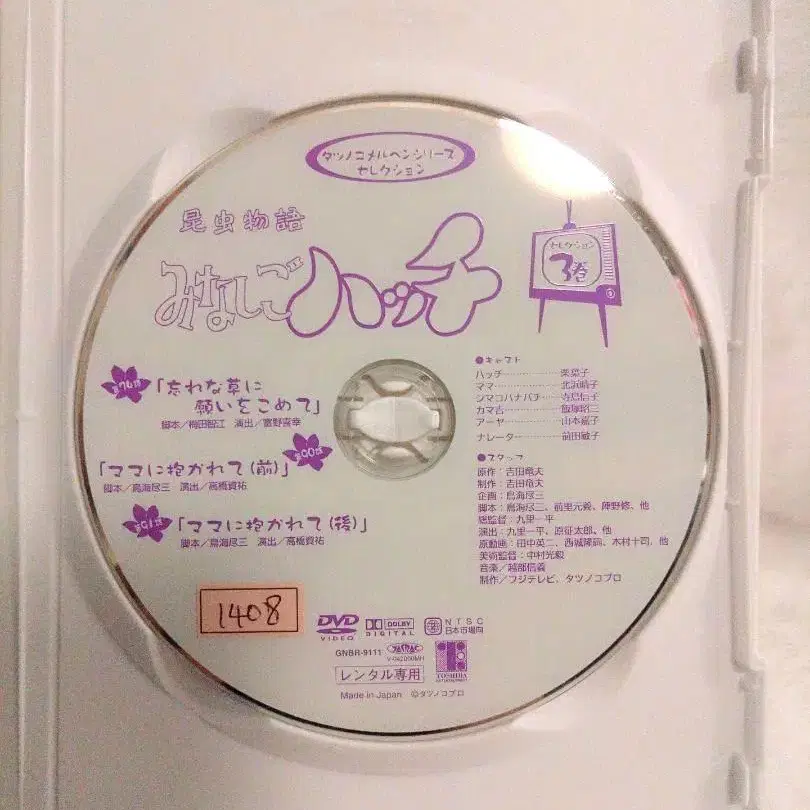 タツノコメルヘンシリーズ
セレクション
昆虫物語
みなしごハッチ
セレクション
3巻
第76話
「忘れな草に
願いをこめて」
脚本/梅田智江 演出/富野喜幸
第90話
「ママに抱かれて(前)」
脚本/鳥海尽三 演出/高橋資祐
第91話
「ママに抱かれて(後)」
脚本/鳥海尽三 演出/高橋資祐
●キャスト
ハッチ…………栗葉子
ママ…………北浜晴子
シマコハナバチ……寺島信子
カマ吉…………飯塚昭三
アーヤ…………山本嘉子
ナレーター…………前田敏子
●スタッフ
原作:吉田竜夫
制作:吉田竜夫
企画:鳥海尽三
脚本:鳥海尽三、前里元義、陣野修、他
総監督:九里一平
演出:九里一平、原征太郎、他
原動画:田中英二、西城隆詞、木村十司、他
美術監督:中村光毅
音楽/越部信義
制作/フジテレビ、タツノコプロ
1408
DVD
VIDEO
DOLBY
DIGITAL
2
NTSC
日本市場向
GNBR-9111
JASRAC
レンタル専用
TOSHIBA
ENTERTAINMENT
Made in Japan ©タツノコプロ